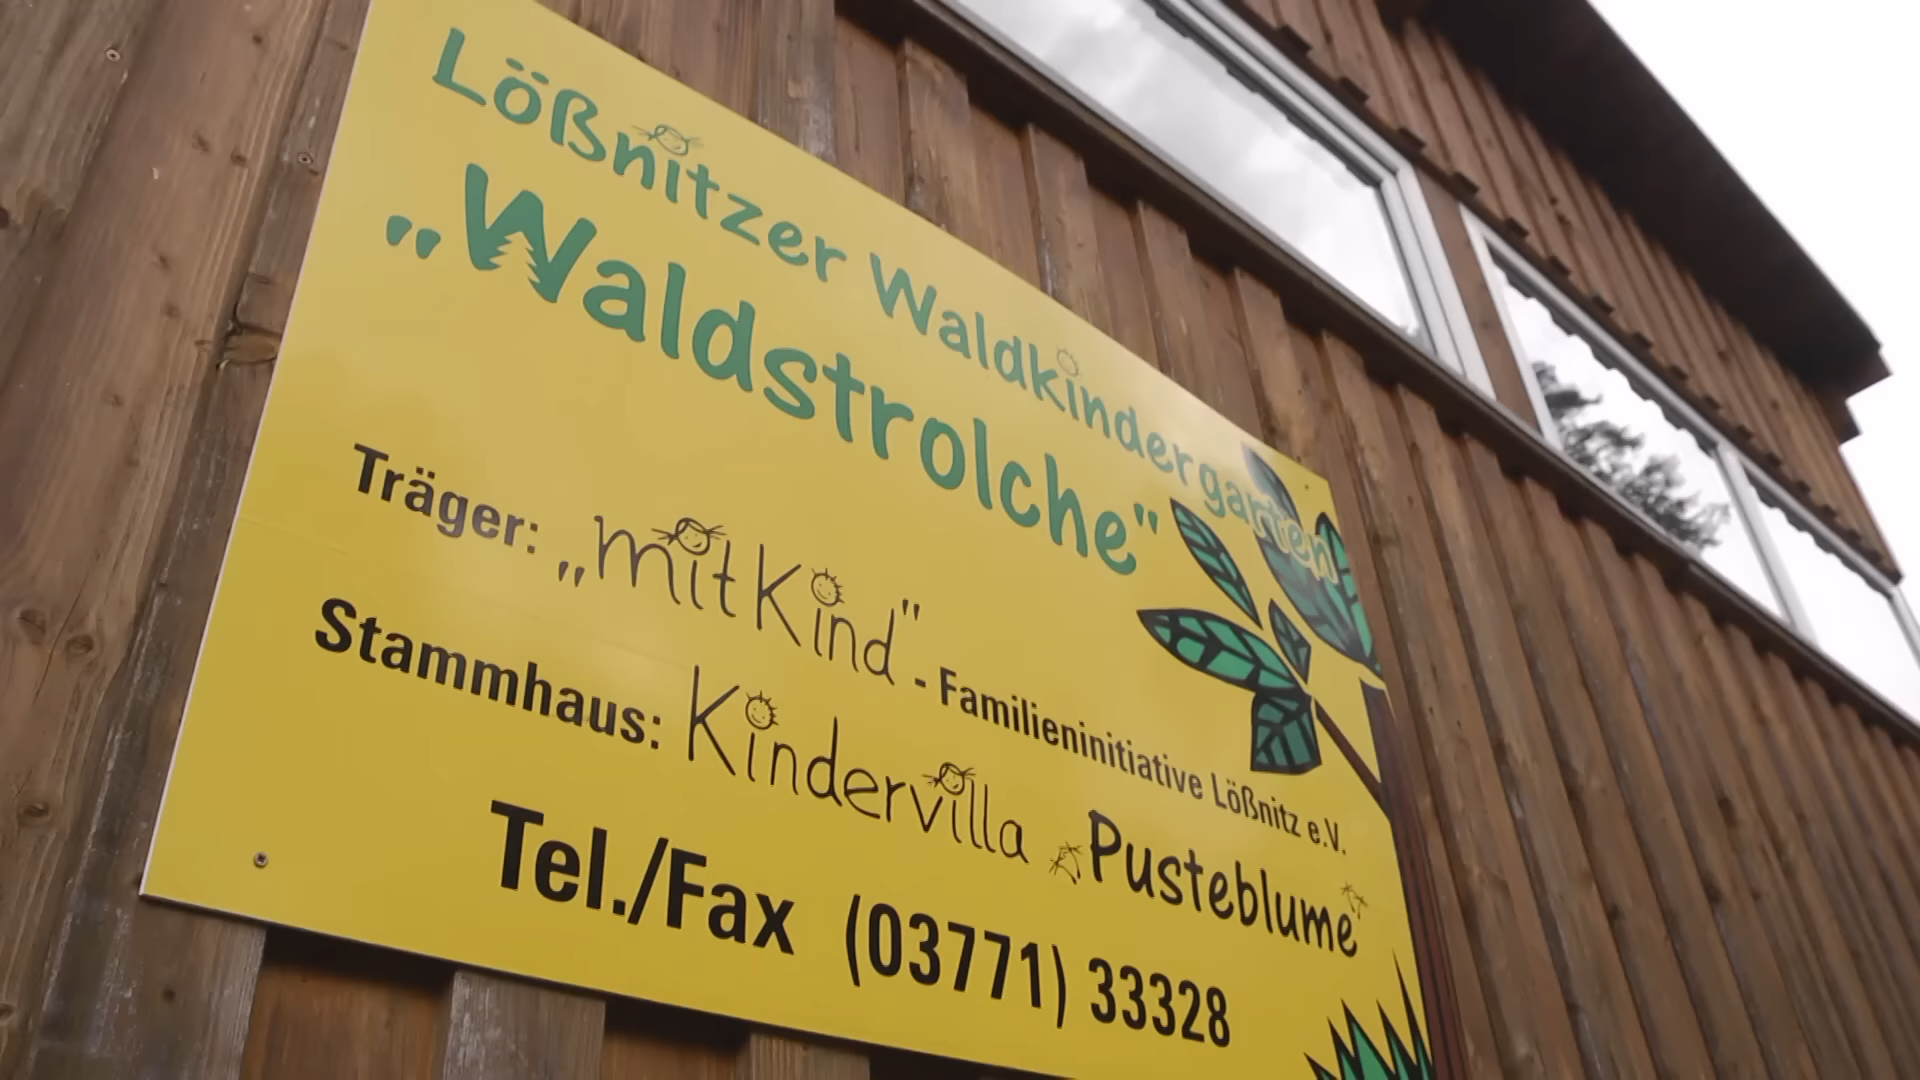 Lößnitzer Waldkindergarten
„Waldstrolche"
Träger: „mitKind" - Familieninitiative Lößnitz e.V.
Stammhaus: Kindervilla Pusteblume
Tel./Fax (03771) 33328